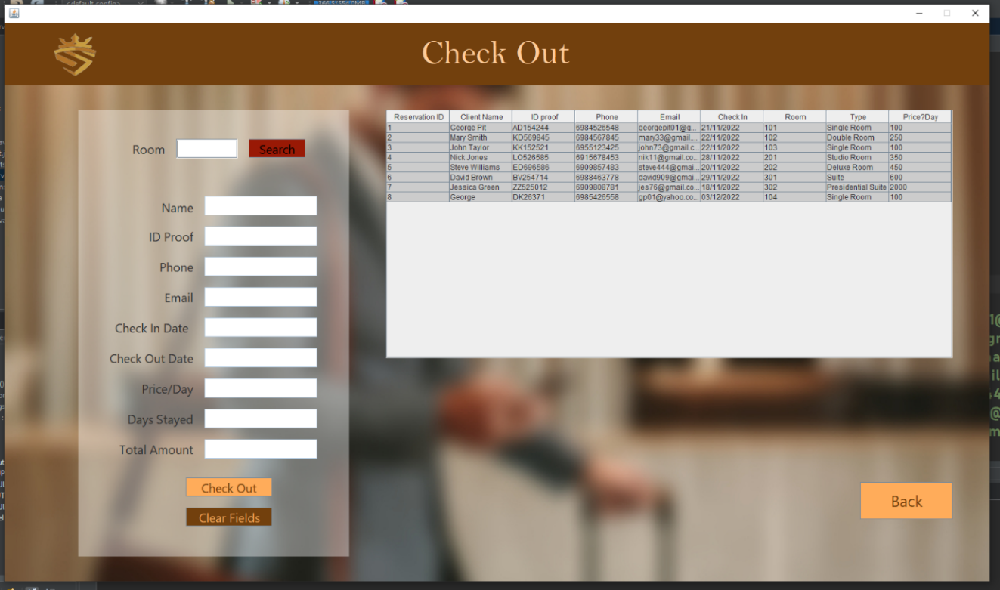 Check Out
Room Search
Name
ID Proof
Phone
Email
Check In Date
Check Out Date
Price/Day
Days Stayed
Total Amount
Check Out
Clear Fields
Reservation ID Client Name ID proof Phone Email Check In Room Type Price?Day
1 George Pit AD154244 6984526548 georgepit01@g... 21/11/2022 101 Single Room 100
2 Mary Smith KD569845 6984567845 mary33@gmail.... 22/11/2022 102 Double Room 250
3 John Taylor KK152521 6955123425 john73@gmail.c... 22/11/2022 103 Single Room 100
4 Nick Jones LO526585 6915678453 nik11@gmail.co... 28/11/2022 201 Studio Room 350
5 Steve Williams ED696586 6909857483 steve444@gmai... 20/11/2022 202 Deluxe Room 450
6 David Brown BV254714 6988463778 david909@gmai... 29/11/2022 301 Suite 600
7 Jessica Green ZZ525012 6909808781 jes76@gmail.co... 18/11/2022 302 Presidential Suite 2000
8 George DK26371 6985426558 gp01@yahoo.co... 03/12/2022 104 Single Room 100
Back